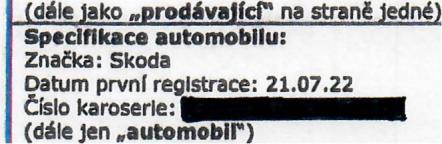 (dále jako „prodávající“ na straně jedné)
Specifikace automobilu:
Značka: Skoda
Datum první registrace: 21.07.22
Číslo karoserie:
(dále jen „automobil“)